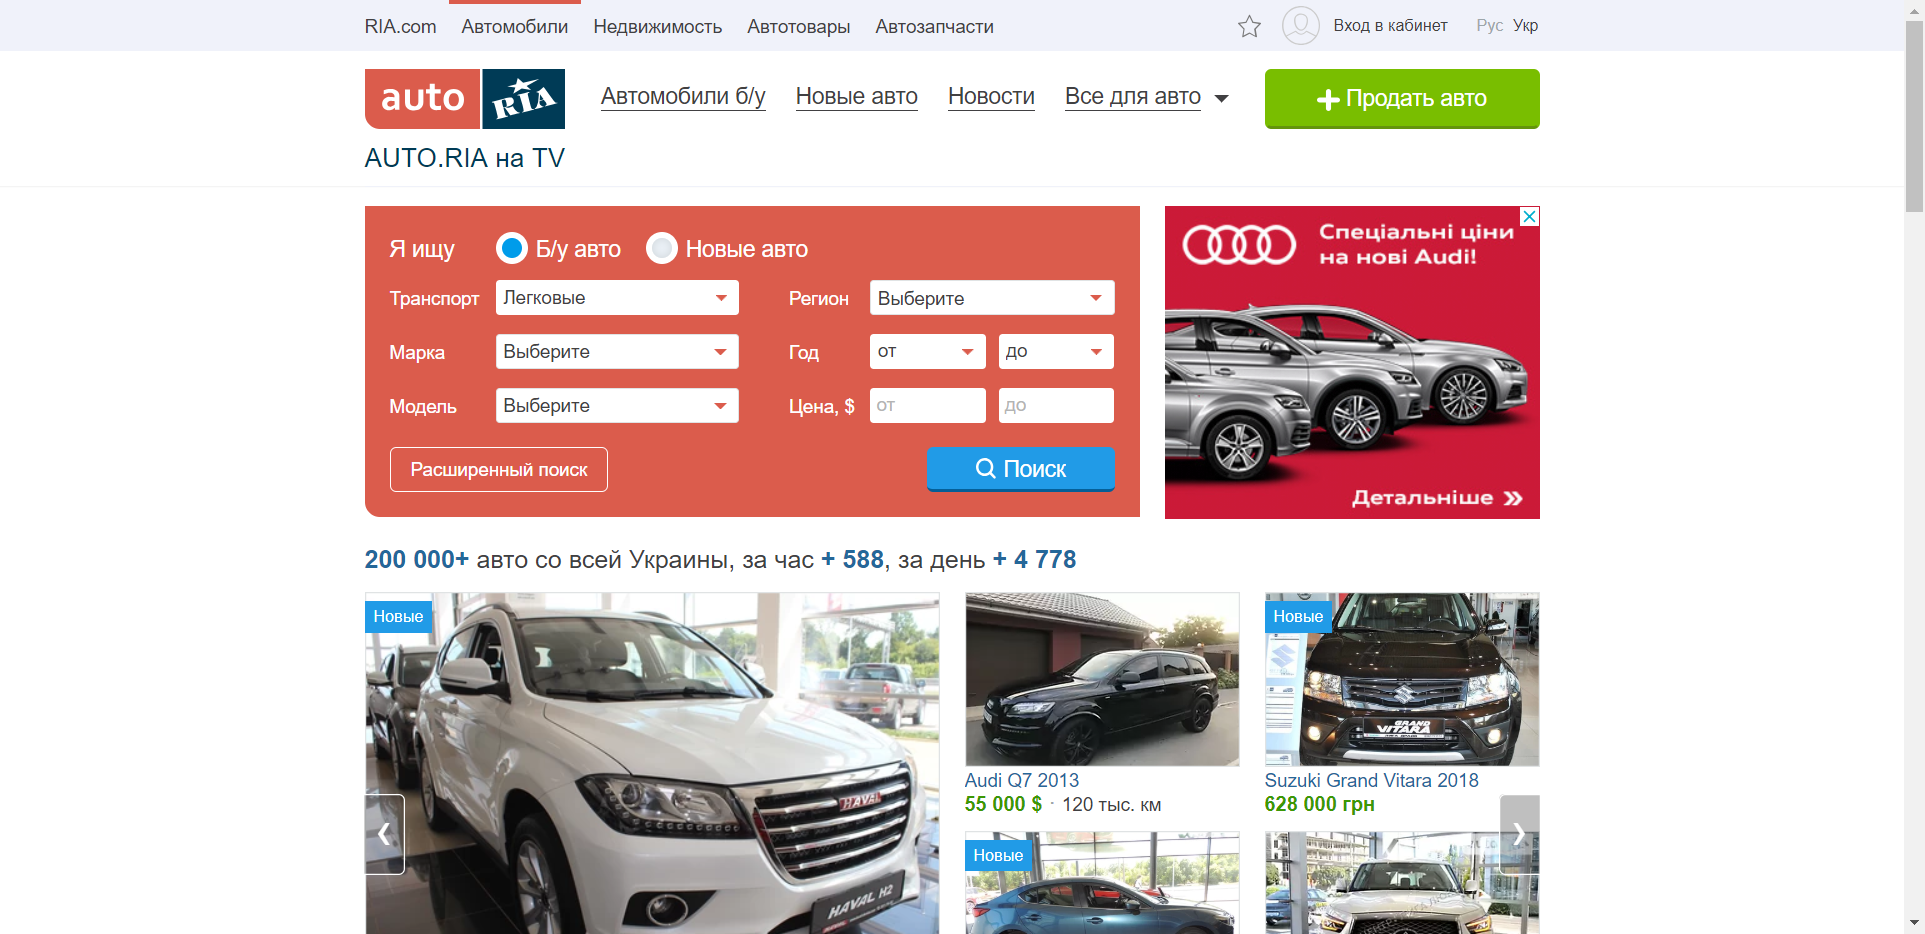 RIA.com Автомобили Недвижимость Автотовары Автозапчасти Вход в кабинет Рус Укр
auto RIA Автомобили б/у Новые авто Новости Все для авто Продать авто
AUTO.RIA на TV
Я ищу Б/у авто Новые авто
Транспорт Легковые Регион Выберите
Марка Выберите Год от до
Модель Выберите Цена, $ от до
Расширенный поиск Поиск
Спеціальні ціни
на нові Audi!
Детальніше »
200 000+ авто со всей Украины, за час + 588, за день + 4 778
Новые
HAVAL
HAVAL H2
Audi Q7 2013
55 000 $ · 120 тыс. км
Новые
GRAND
VITARA
Suzuki Grand Vitara 2018
628 000 грн
Новые